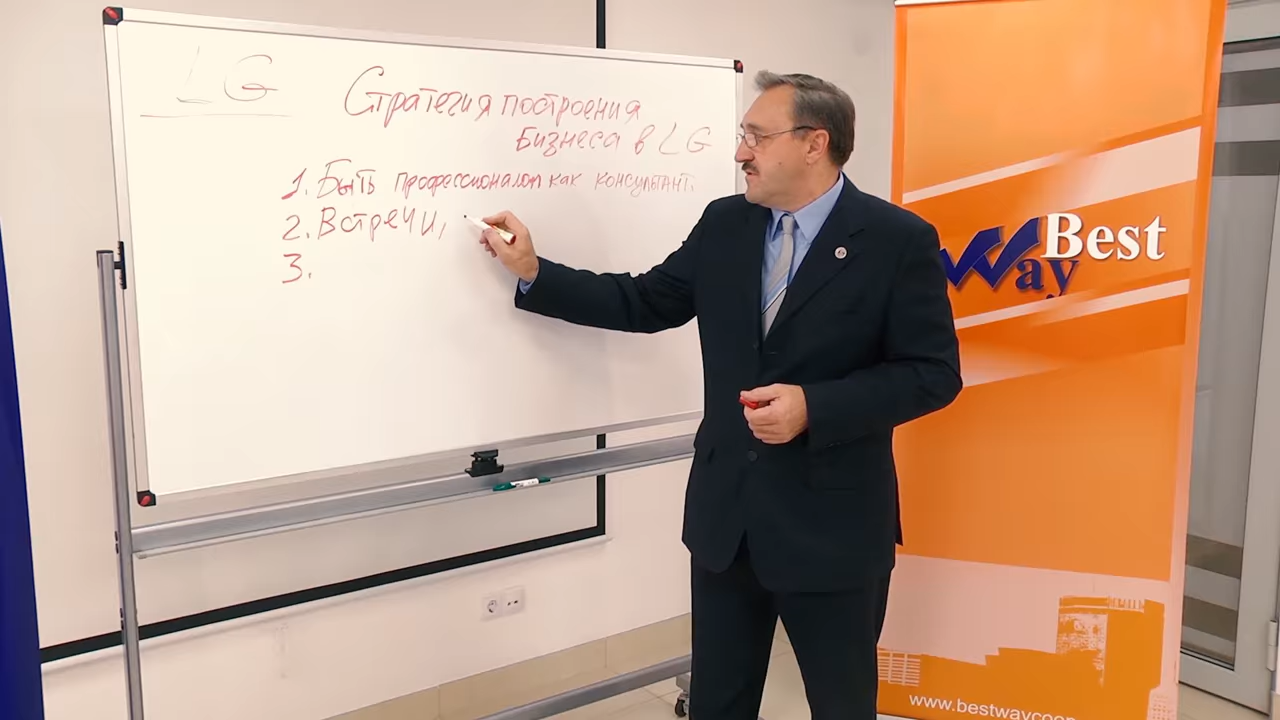 LG
Стратегия построения
бизнеса в LG
1. Быть профессионалом как консультант.
2. Встречи,
3.
Best
Way
www.bestwaycoop